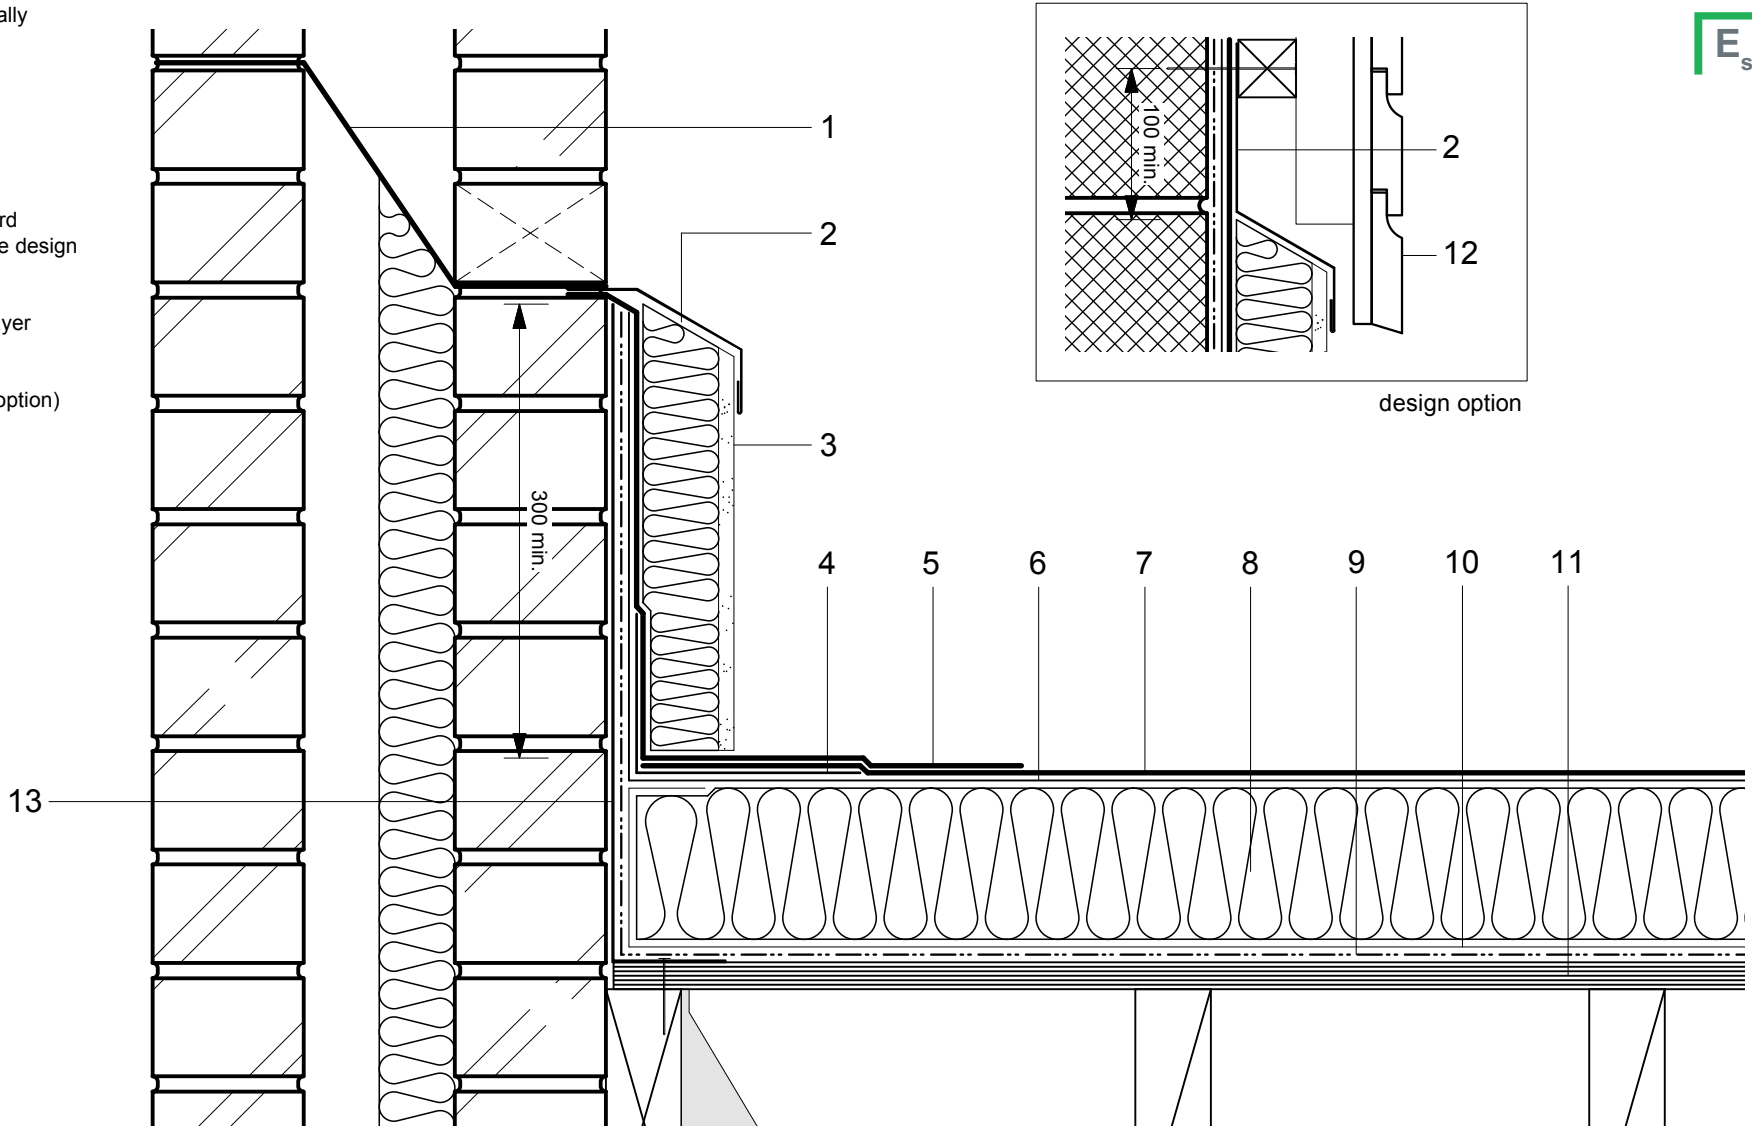 ally
rd
e design
yer
option)
1
2
3
300 min.
4 5 6 7 8 9 10 11
13
100 min.
2
12
design option
Es